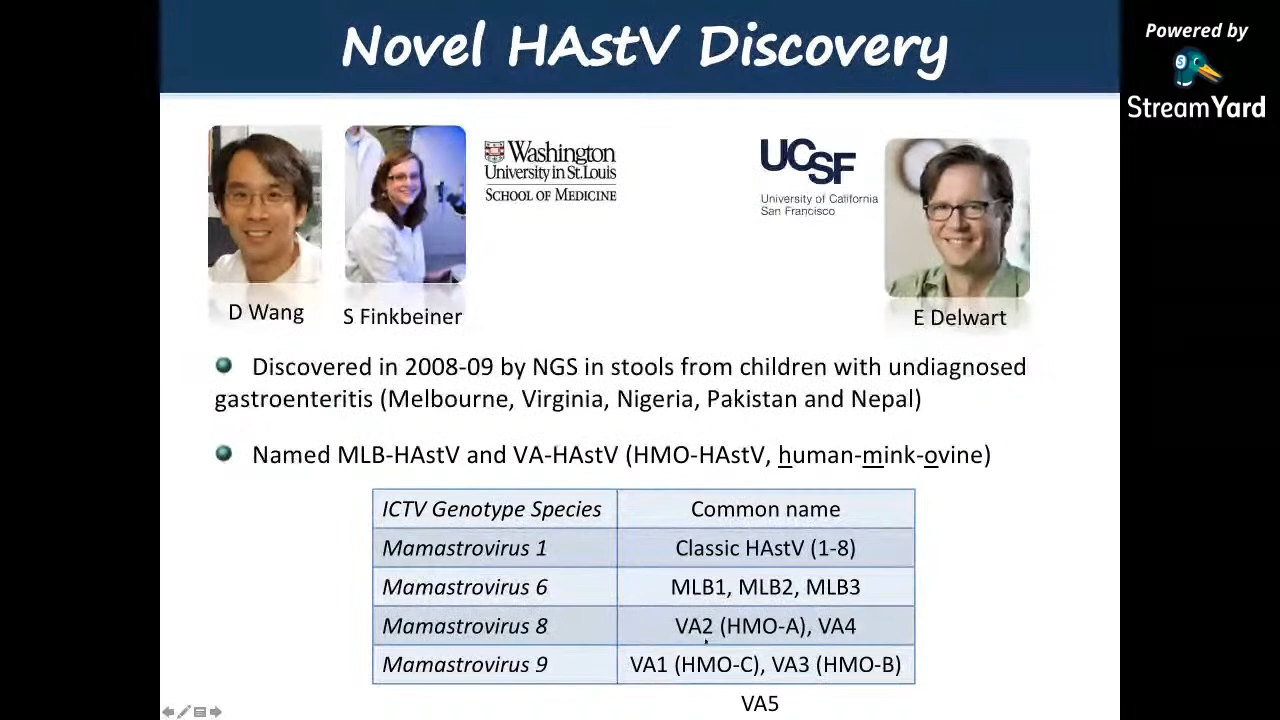 Novel HAstV Discovery
Powered by
StreamYard
Washington
University in St. Louis
SCHOOL OF MEDICINE
UCSF
University of California
San Francisco
D Wang
S Finkbeiner
E Delwart
Discovered in 2008-09 by NGS in stools from children with undiagnosed
gastroenteritis (Melbourne, Virginia, Nigeria, Pakistan and Nepal)
Named MLB-HAstV and VA-HAstV (HMO-HAstV, human-mink-ovine)
ICTV Genotype Species Common name
Mamastrovirus 1 Classic HAstV (1-8)
Mamastrovirus 6 MLB1, MLB2, MLB3
Mamastrovirus 8 VA2 (HMO-A), VA4
Mamastrovirus 9 VA1 (HMO-C), VA3 (HMO-B)
VA5